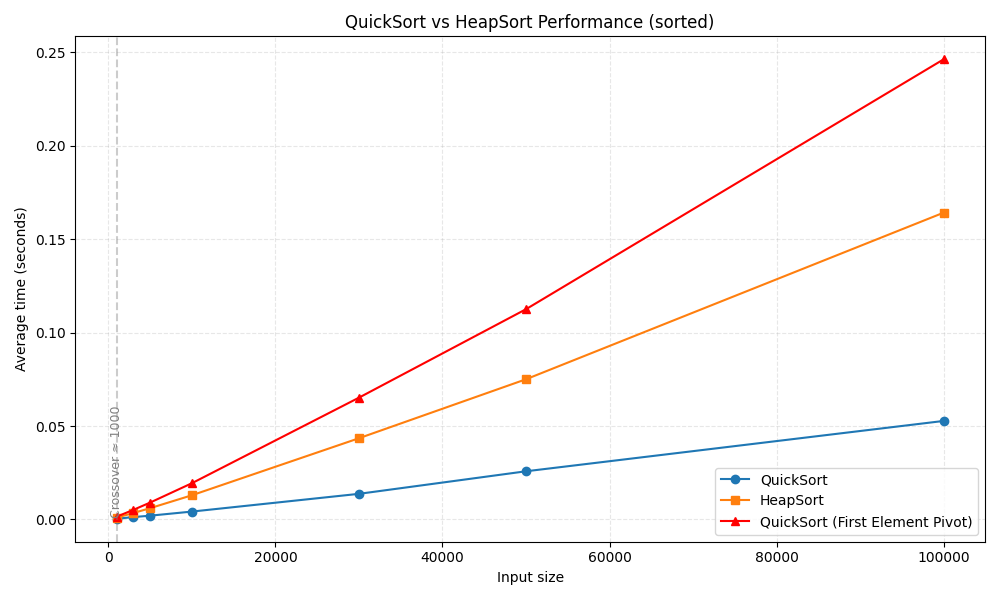 QuickSort vs HeapSort Performance (sorted)
Average time (seconds)
0.25
0.20
0.15
0.10
0.05
0.00
Crossover ≈ 1000
QuickSort
HeapSort
QuickSort (First Element Pivot)
0 20000 40000 60000 80000 100000
Input size